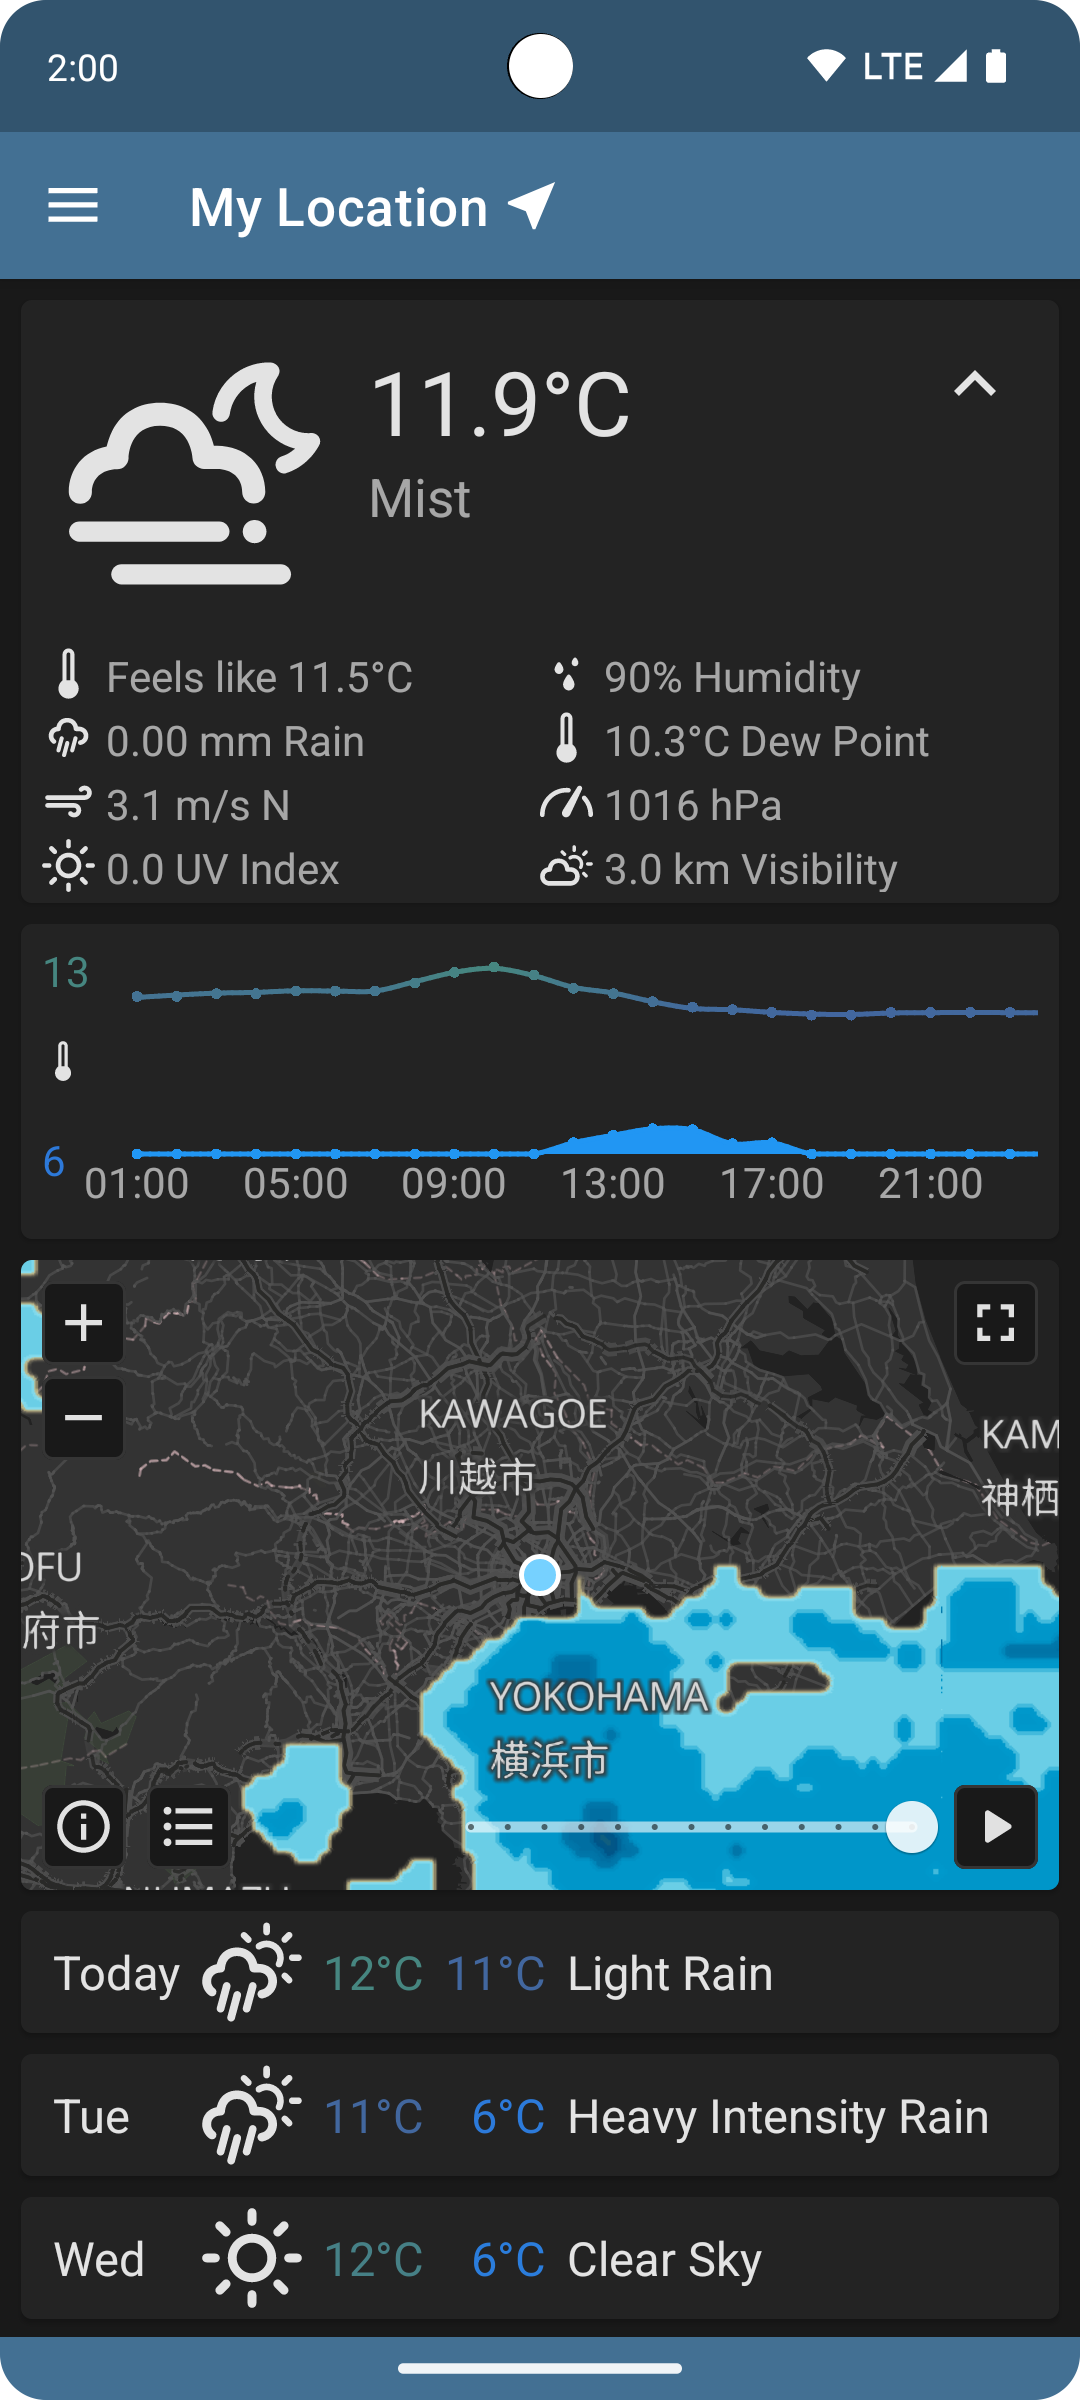 2:00 LTE
My Location
11.9°C
Mist
Feels like 11.5°C
90% Humidity
0.00 mm Rain
10.3°C Dew Point
3.1 m/s N
1016 hPa
0.0 UV Index
3.0 km Visibility
13
6
01:00 05:00 09:00 13:00 17:00 21:00
KAWAGOE
川越市
KAM
神栖
OFU
府市
YOKOHAMA
横浜市
Today 12°C 11°C Light Rain
Tue 11°C 6°C Heavy Intensity Rain
Wed 12°C 6°C Clear Sky